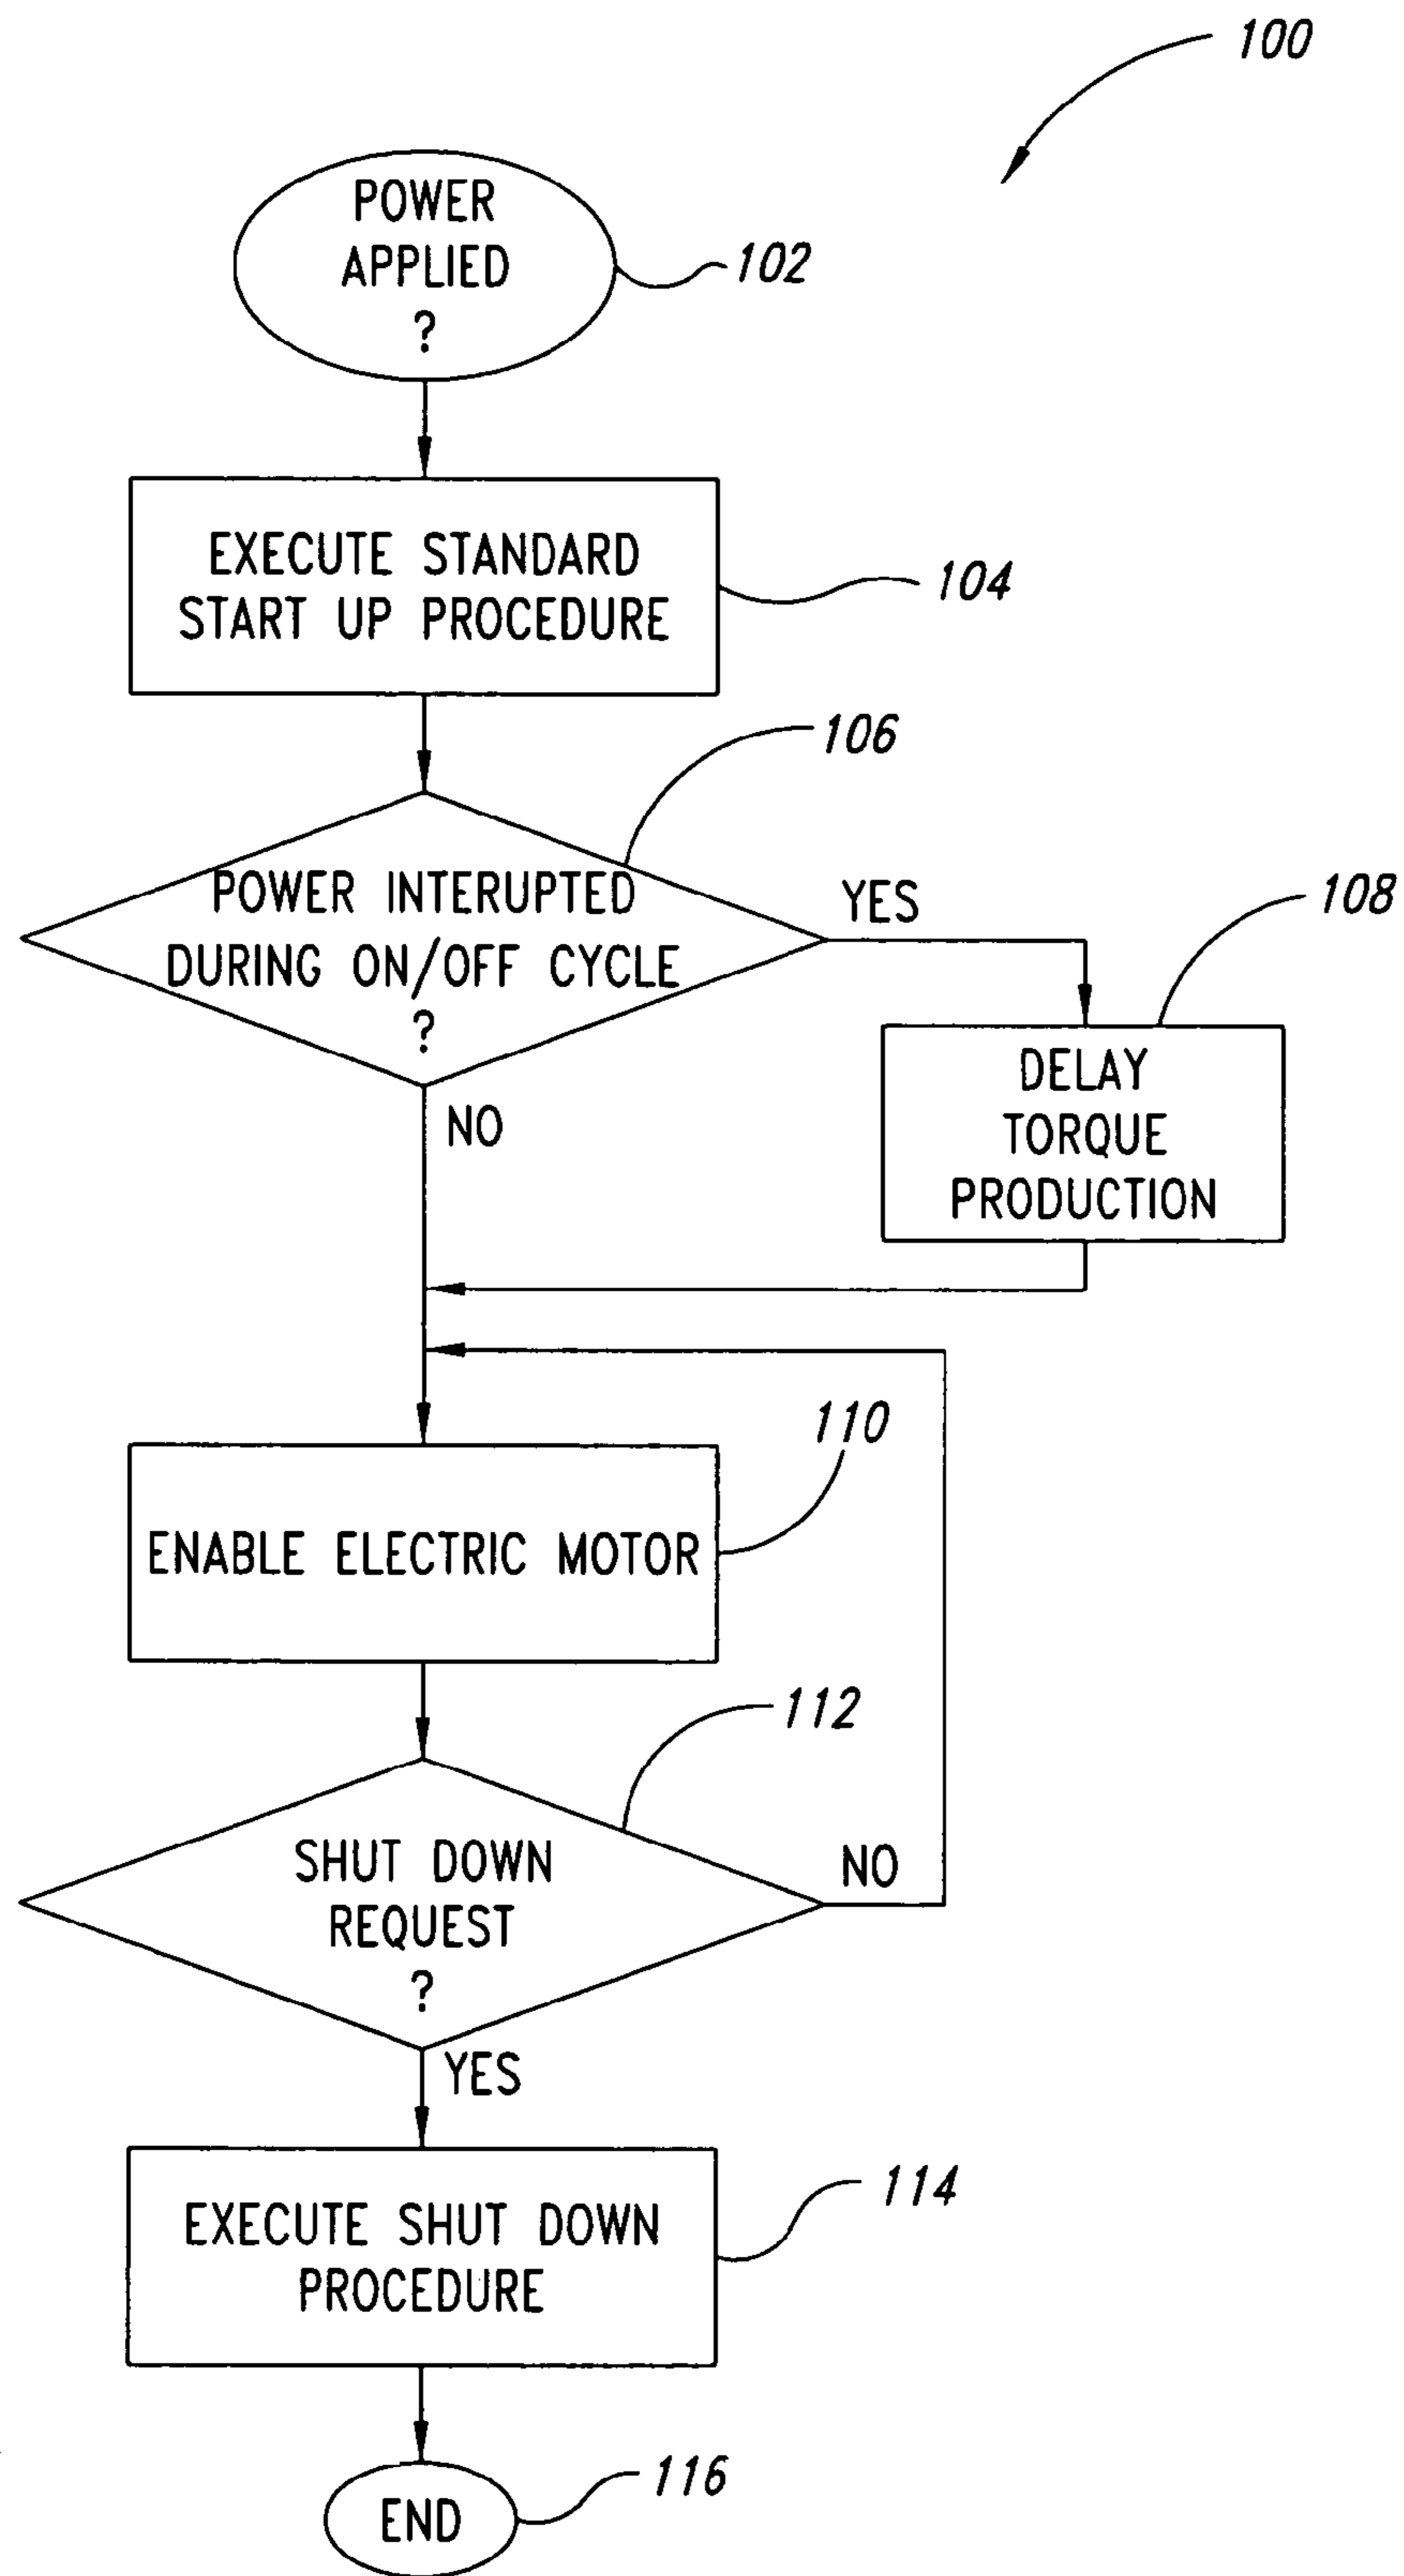 100
POWER
APPLIED
?
102
EXECUTE STANDARD
START UP PROCEDURE
104
106
POWER INTERUPTED
DURING ON/OFF CYCLE
?
YES
NO
108
DELAY
TORQUE
PRODUCTION
110
ENABLE ELECTRIC MOTOR
112
SHUT DOWN
REQUEST
?
NO
YES
EXECUTE SHUT DOWN
PROCEDURE
114
END
116